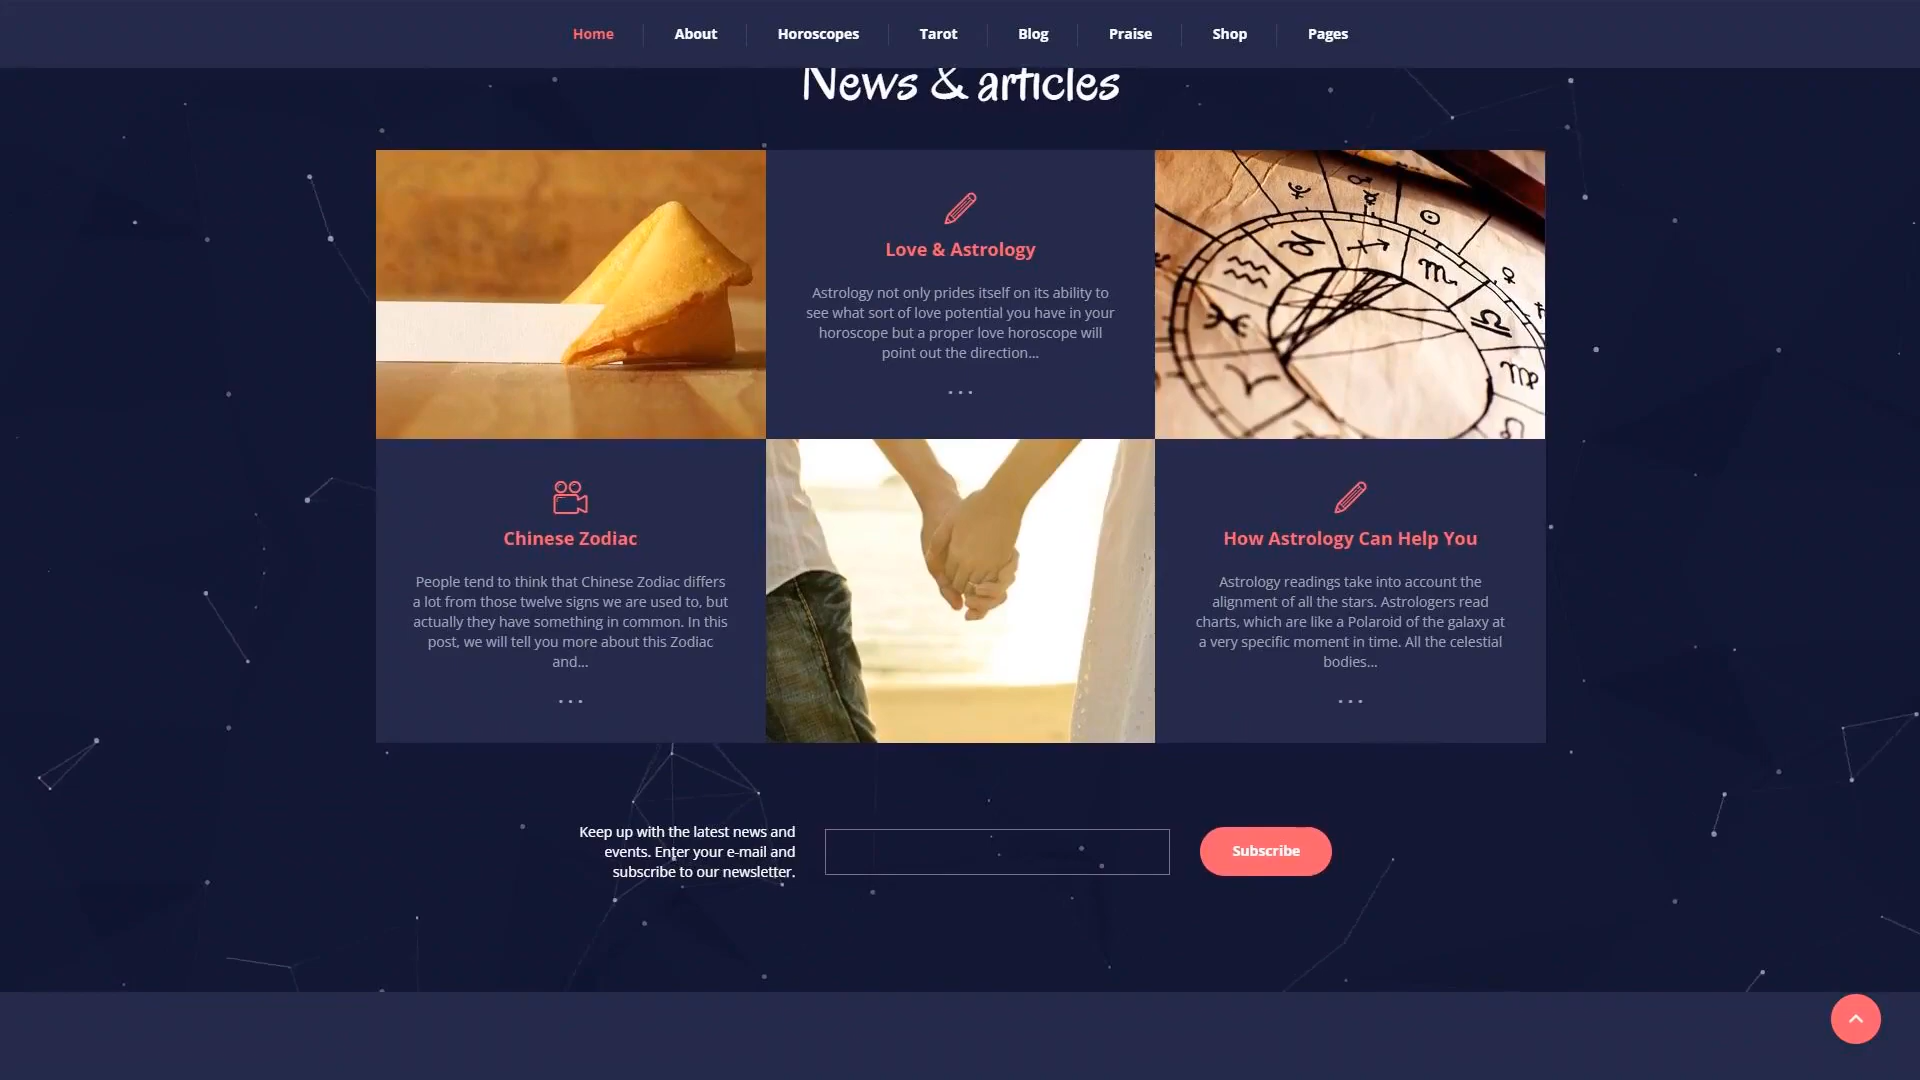 Home
About
Horoscopes
Tarot
Blog
Praise
Shop
Pages
News & articles
Love & Astrology
Astrology not only prides itself on its ability to
see what sort of love potential you have in your
horoscope but a proper love horoscope will
point out the direction...
...
Chinese Zodiac
People tend to think that Chinese Zodiac differs
a lot from those twelve signs we are used to, but
actually they have something in common. In this
post, we will tell you more about this Zodiac
and...
...
How Astrology Can Help You
Astrology readings take into account the
alignment of all the stars. Astrologers read
charts, which are like a Polaroid of the galaxy at
a very specific moment in time. All the celestial
bodies...
...
Keep up with the latest news and
events. Enter your e-mail and
subscribe to our newsletter.
Subscribe